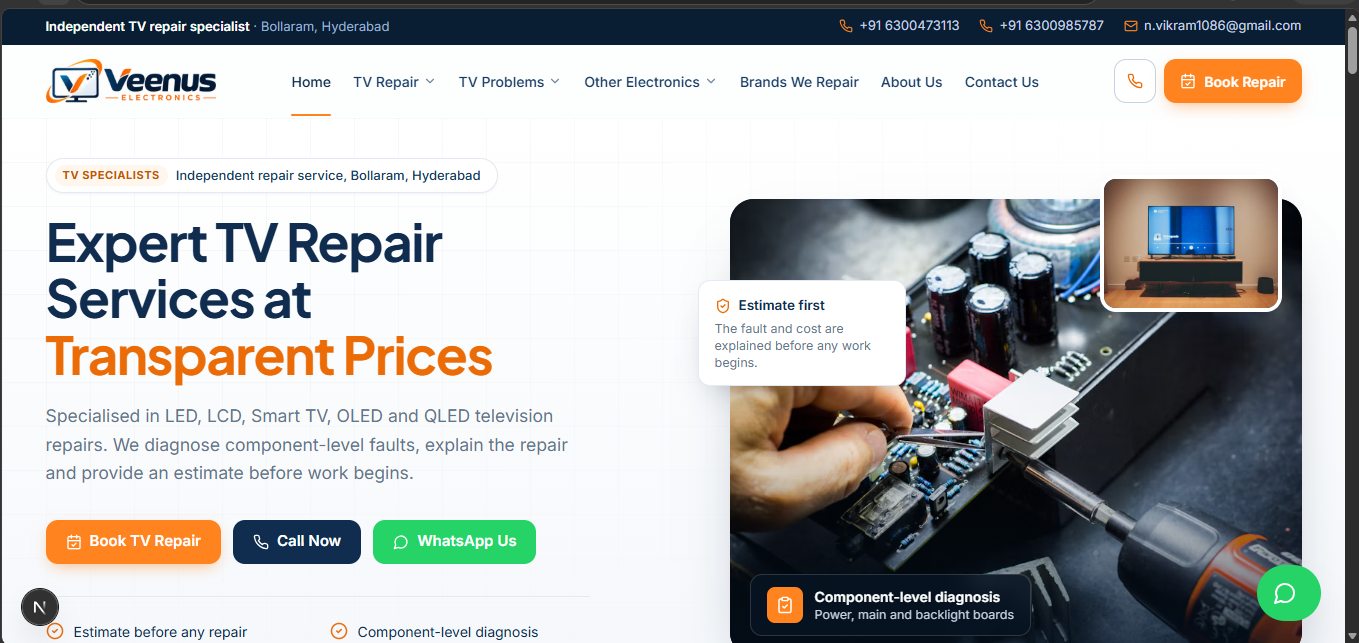 Independent TV repair specialist · Bollaram, Hyderabad
+91 6300473113
+91 6300985787
n.vikram1086@gmail.com
Veenus
ELECTRONICS
Home
TV Repair
TV Problems
Other Electronics
Brands We Repair
About Us
Contact Us
Book Repair
TV SPECIALISTS
Independent repair service, Bollaram, Hyderabad
Expert TV Repair
Services at
Transparent Prices
Specialised in LED, LCD, Smart TV, OLED and QLED television
repairs. We diagnose component-level faults, explain the repair
and provide an estimate before work begins.
Book TV Repair
Call Now
WhatsApp Us
N
Estimate before any repair
Component-level diagnosis
Estimate first
The fault and cost are
explained before any work
begins.
Component-level diagnosis
Power, main and backlight boards